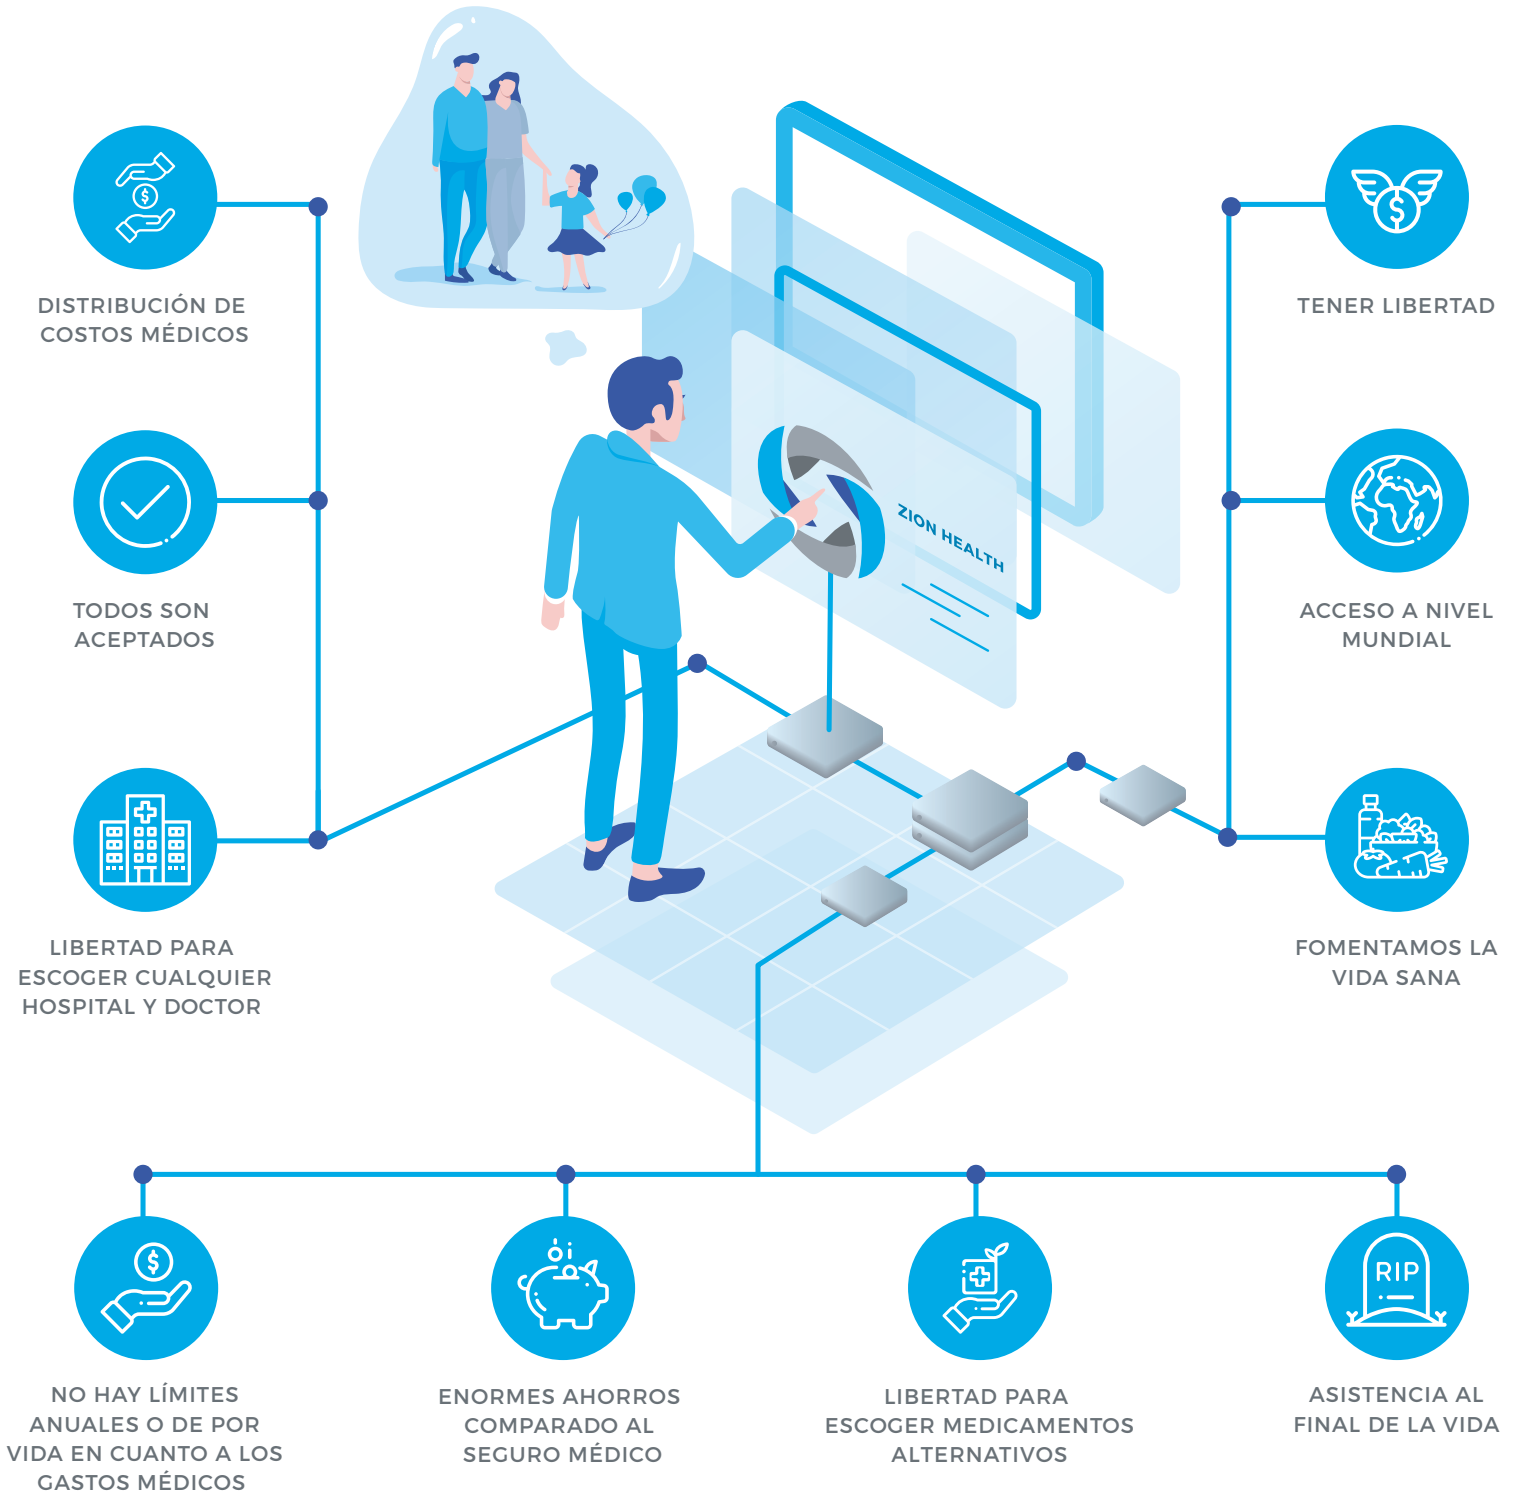 DISTRIBUCIÓN DE
COSTOS MÉDICOS
TENER LIBERTAD
ZION HEALTH
TODOS SON
ACEPTADOS
ACCESO A NIVEL
MUNDIAL
LIBERTAD PARA
ESCOGER CUALQUIER
HOSPITAL Y DOCTOR
FOMENTAMOS LA
VIDA SANA
NO HAY LÍMITES
ANUALES O DE POR
VIDA EN CUANTO A LOS
GASTOS MÉDICOS
ENORMES AHORROS
COMPARADO AL
SEGURO MÉDICO
LIBERTAD PARA
ESCOGER MEDICAMENTOS
ALTERNATIVOS
RIP
ASISTENCIA AL
FINAL DE LA VIDA